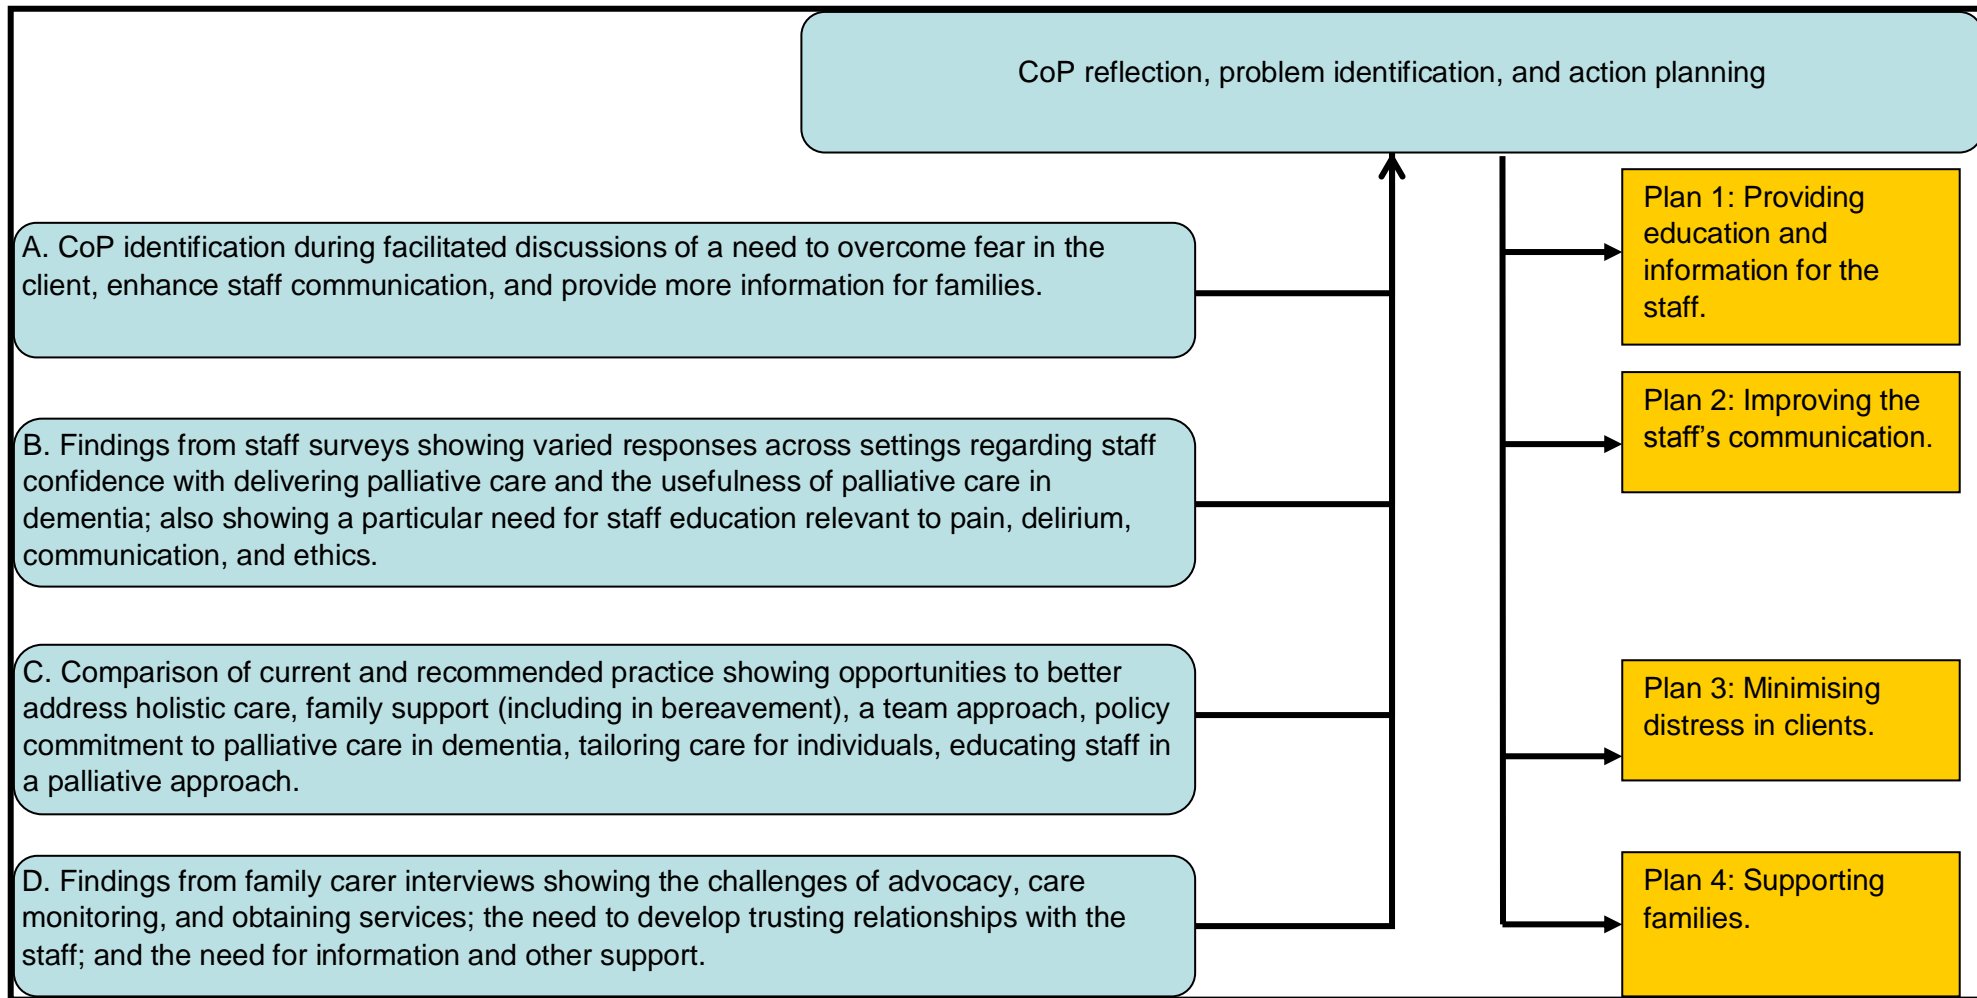 CoP reflection, problem identification, and action planning
A. CoP identification during facilitated discussions of a need to overcome fear in the
client, enhance staff communication, and provide more information for families.
B. Findings from staff surveys showing varied responses across settings regarding staff
confidence with delivering palliative care and the usefulness of palliative care in
dementia; also showing a particular need for staff education relevant to pain, delirium,
communication, and ethics.
C. Comparison of current and recommended practice showing opportunities to better
address holistic care, family support (including in bereavement), a team approach, policy
commitment to palliative care in dementia, tailoring care for individuals, educating staff in
a palliative approach.
D. Findings from family carer interviews showing the challenges of advocacy, care
monitoring, and obtaining services; the need to develop trusting relationships with the
staff; and the need for information and other support.
Plan 1: Providing
education and
information for the
staff.
Plan 2: Improving the
staff’s communication.
Plan 3: Minimising
distress in clients.
Plan 4: Supporting
families.